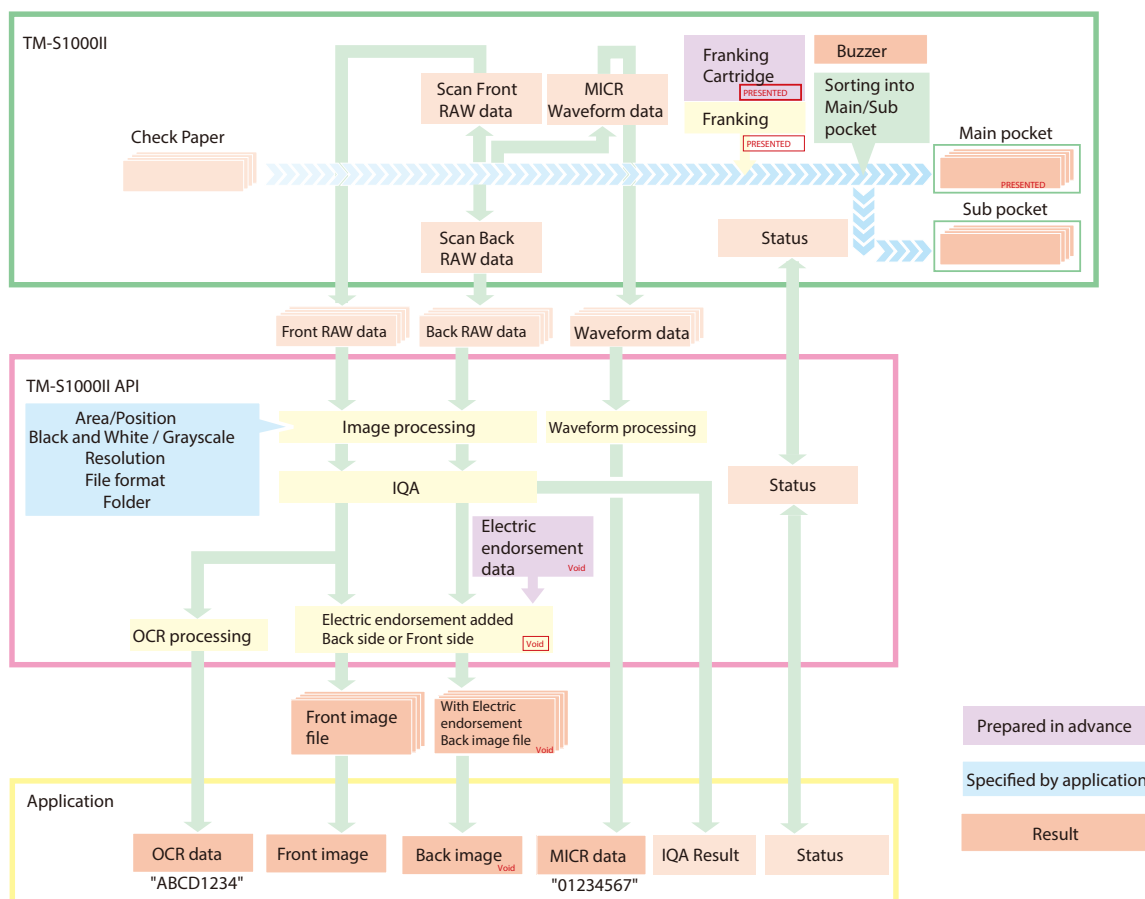 TM-S1000II
Franking
Cartridge
PRESENTED
Buzzer
Scan Front
RAW data
MICR
Waveform data
Sorting into
Main/Sub
pocket
Franking
PRESENTED
Check Paper
Main pocket
PRESENTED
Sub pocket
Scan Back
RAW data
Status
Front RAW data
Back RAW data
Waveform data
TM-S1000II API
Area/Position
Black and White / Grayscale
Resolution
File format
Folder
Image processing
Waveform processing
IQA
Status
Electric
endorsement
data
Void
OCR processing
Electric endorsement added
Back side or Front side
Void
Front image
file
With Electric
endorsement
Back image file
Void
Prepared in advance
Specified by application
Result
Application
OCR data
Front image
Back image
Void
MICR data
IQA Result
Status
"ABCD1234"
"01234567"